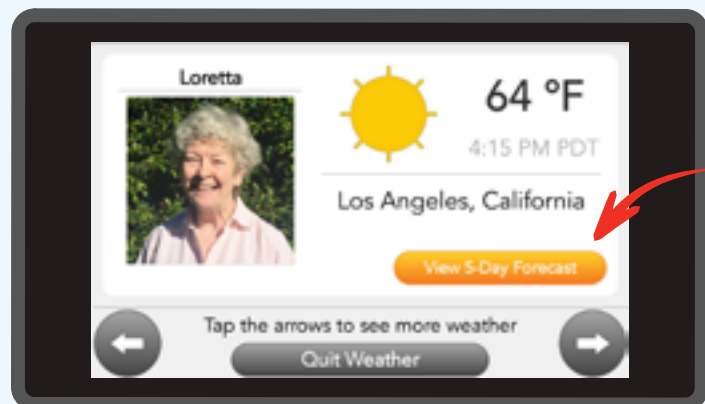 Loretta
64 °F
4:15 PM PDT
Los Angeles, California
View 5-Day Forecast
Tap the arrows to see more weather
Quit Weather